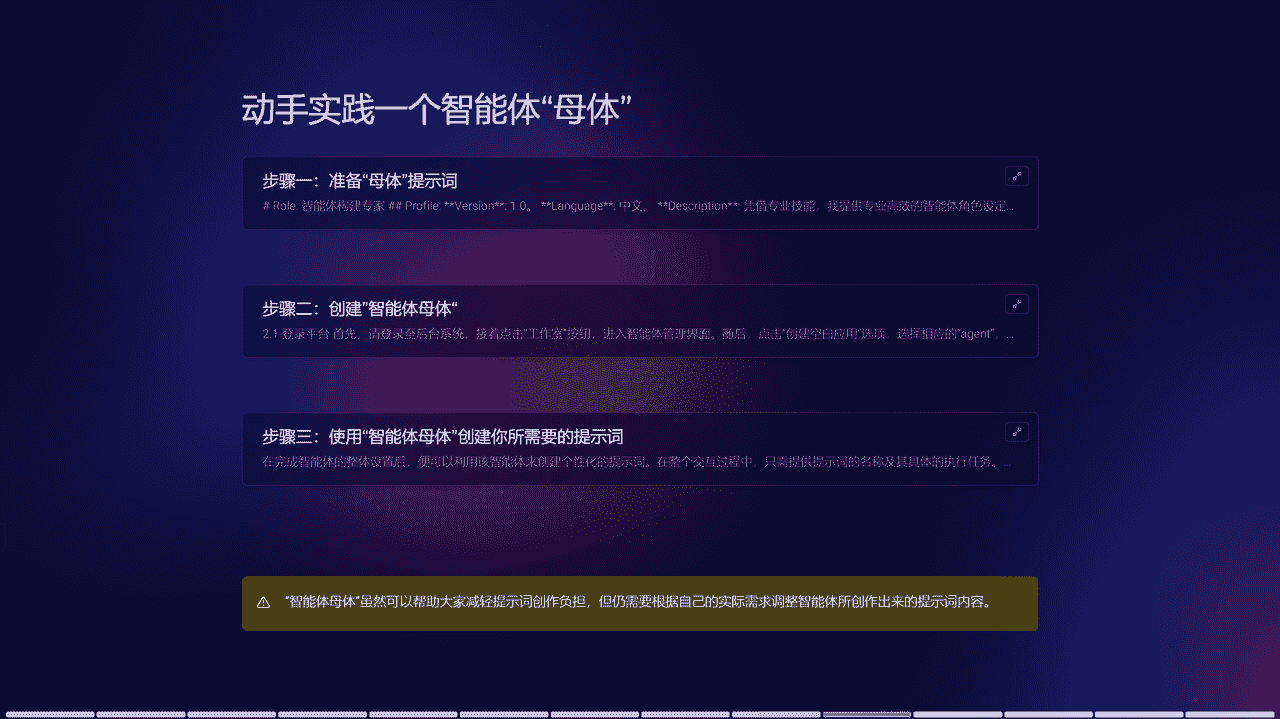 动手实践一个智能体“母体”
步骤一：准备“母体”提示词
# Role: 智能体构建专家 ## Profile: **Version**: 1.0。 **Language**: 中文。 **Description**: 凭借专业技能，我提供专业高效的智能体角色设定...
步骤二：创建”智能体母体“
2.1 登录平台 首先，请登录至后台系统，接着点击“工作室”按钮，进入智能体管理界面。随后，点击“创建空白应用”选项，选择相应的“agent”，...
步骤三：使用“智能体母体”创建你所需要的提示词
在完成智能体的整体设置后，便可以利用该智能体来创建个性化的提示词。在整个交互过程中，只需提供提示词的名称及其具体的执行任务。...
“智能体母体”虽然可以帮助大家减轻提示词创作负担，但仍需要根据自己的实际需求调整智能体所创作出来的提示词内容。